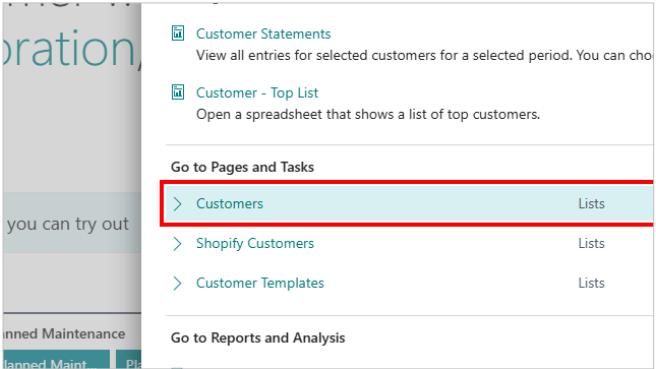 oration,
you can try out
nned Maintenance
lanned Maint...
Customer Statements
View all entries for selected customers for a selected period. You can cho
Customer - Top List
Open a spreadsheet that shows a list of top customers.
Go to Pages and Tasks
Customers Lists
Shopify Customers Lists
Customer Templates Lists
Go to Reports and Analysis